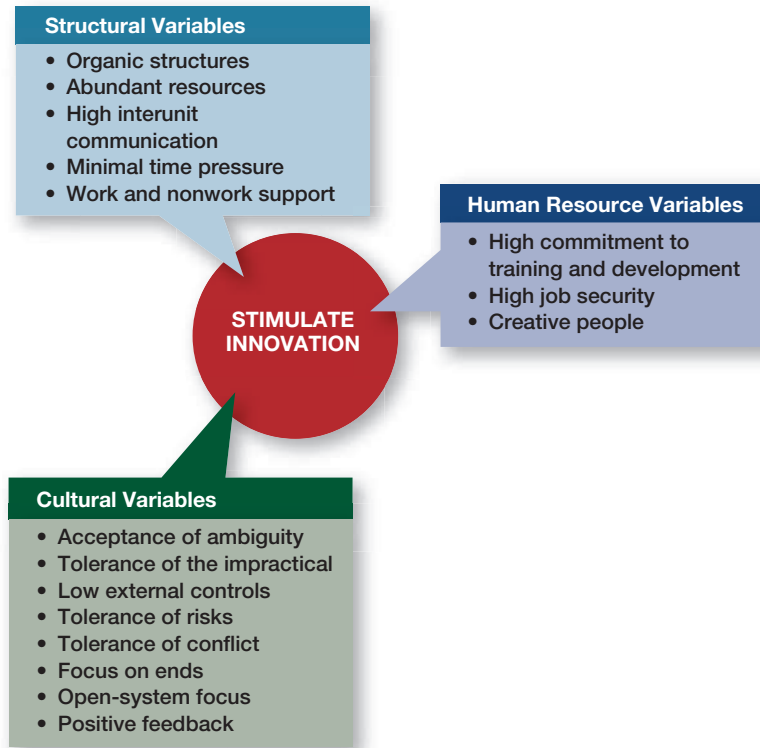 Structural Variables
• Organic structures
• Abundant resources
• High interunit
communication
• Minimal time pressure
• Work and nonwork support
Human Resource Variables
• High commitment to
training and development
• High job security
• Creative people
STIMULATE
INNOVATION
Cultural Variables
• Acceptance of ambiguity
• Tolerance of the impractical
• Low external controls
• Tolerance of risks
• Tolerance of conflict
• Focus on ends
• Open-system focus
• Positive feedback